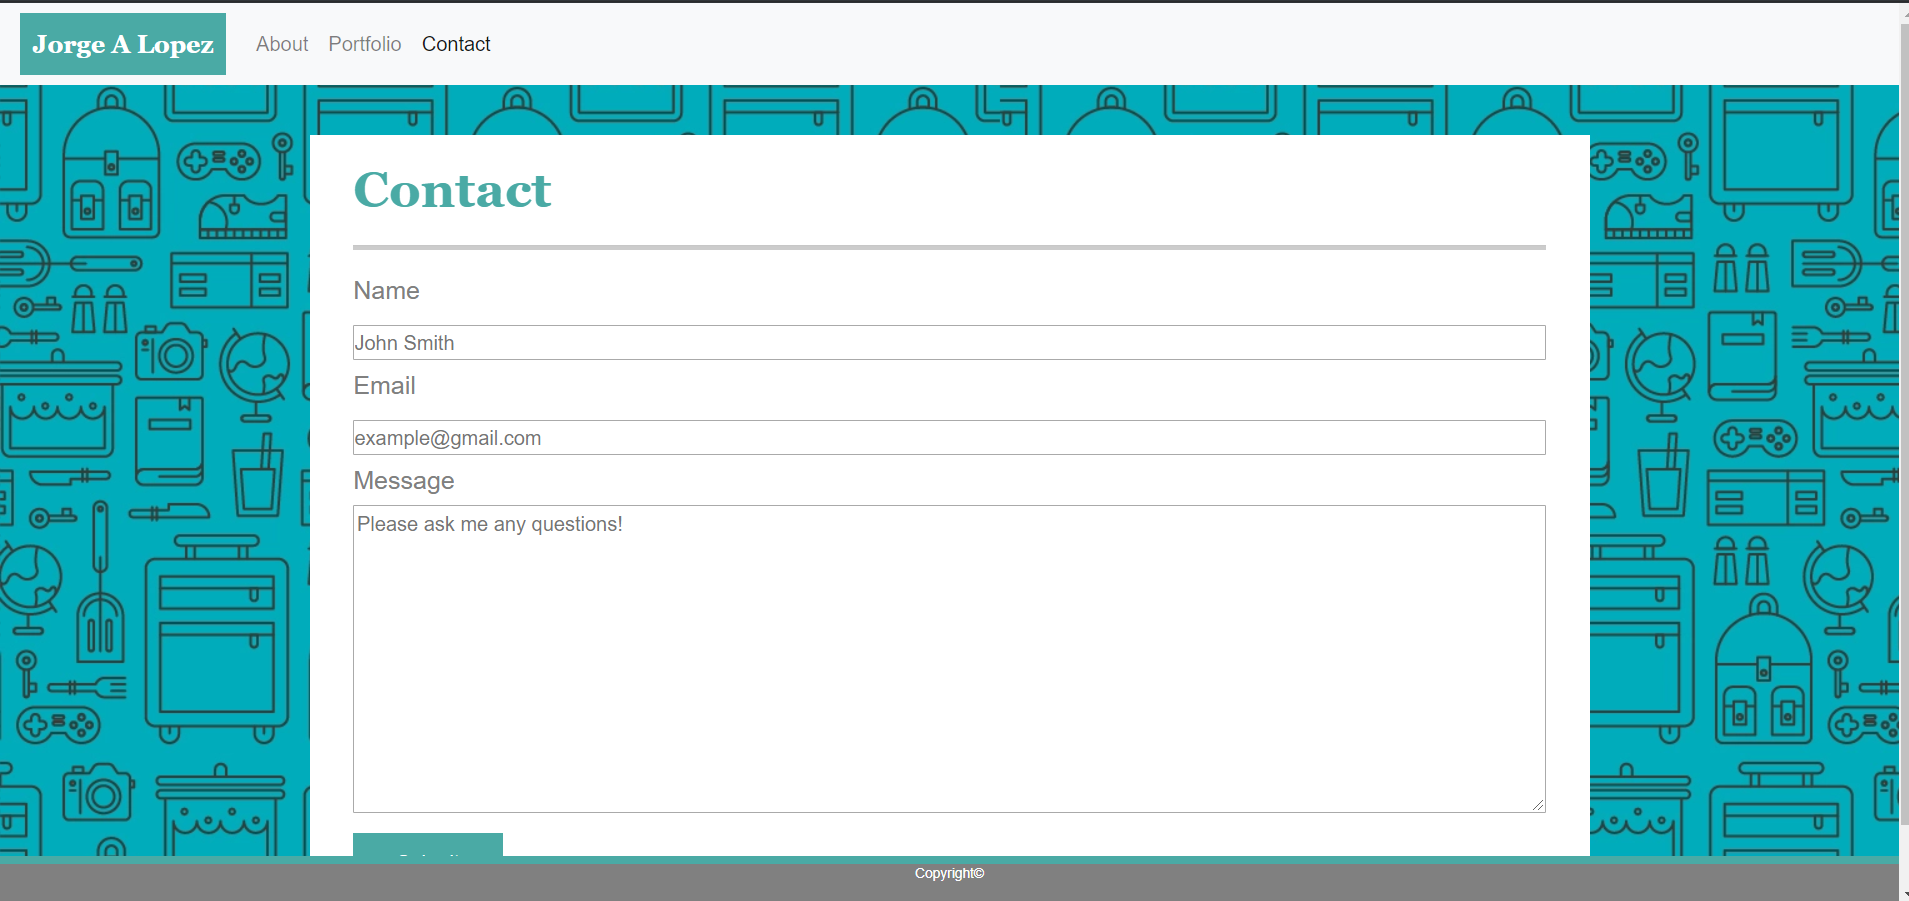 Jorge A Lopez
About Portfolio Contact
Contact
Name
John Smith
Email
example@gmail.com
Message
Please ask me any questions!
Copyright©